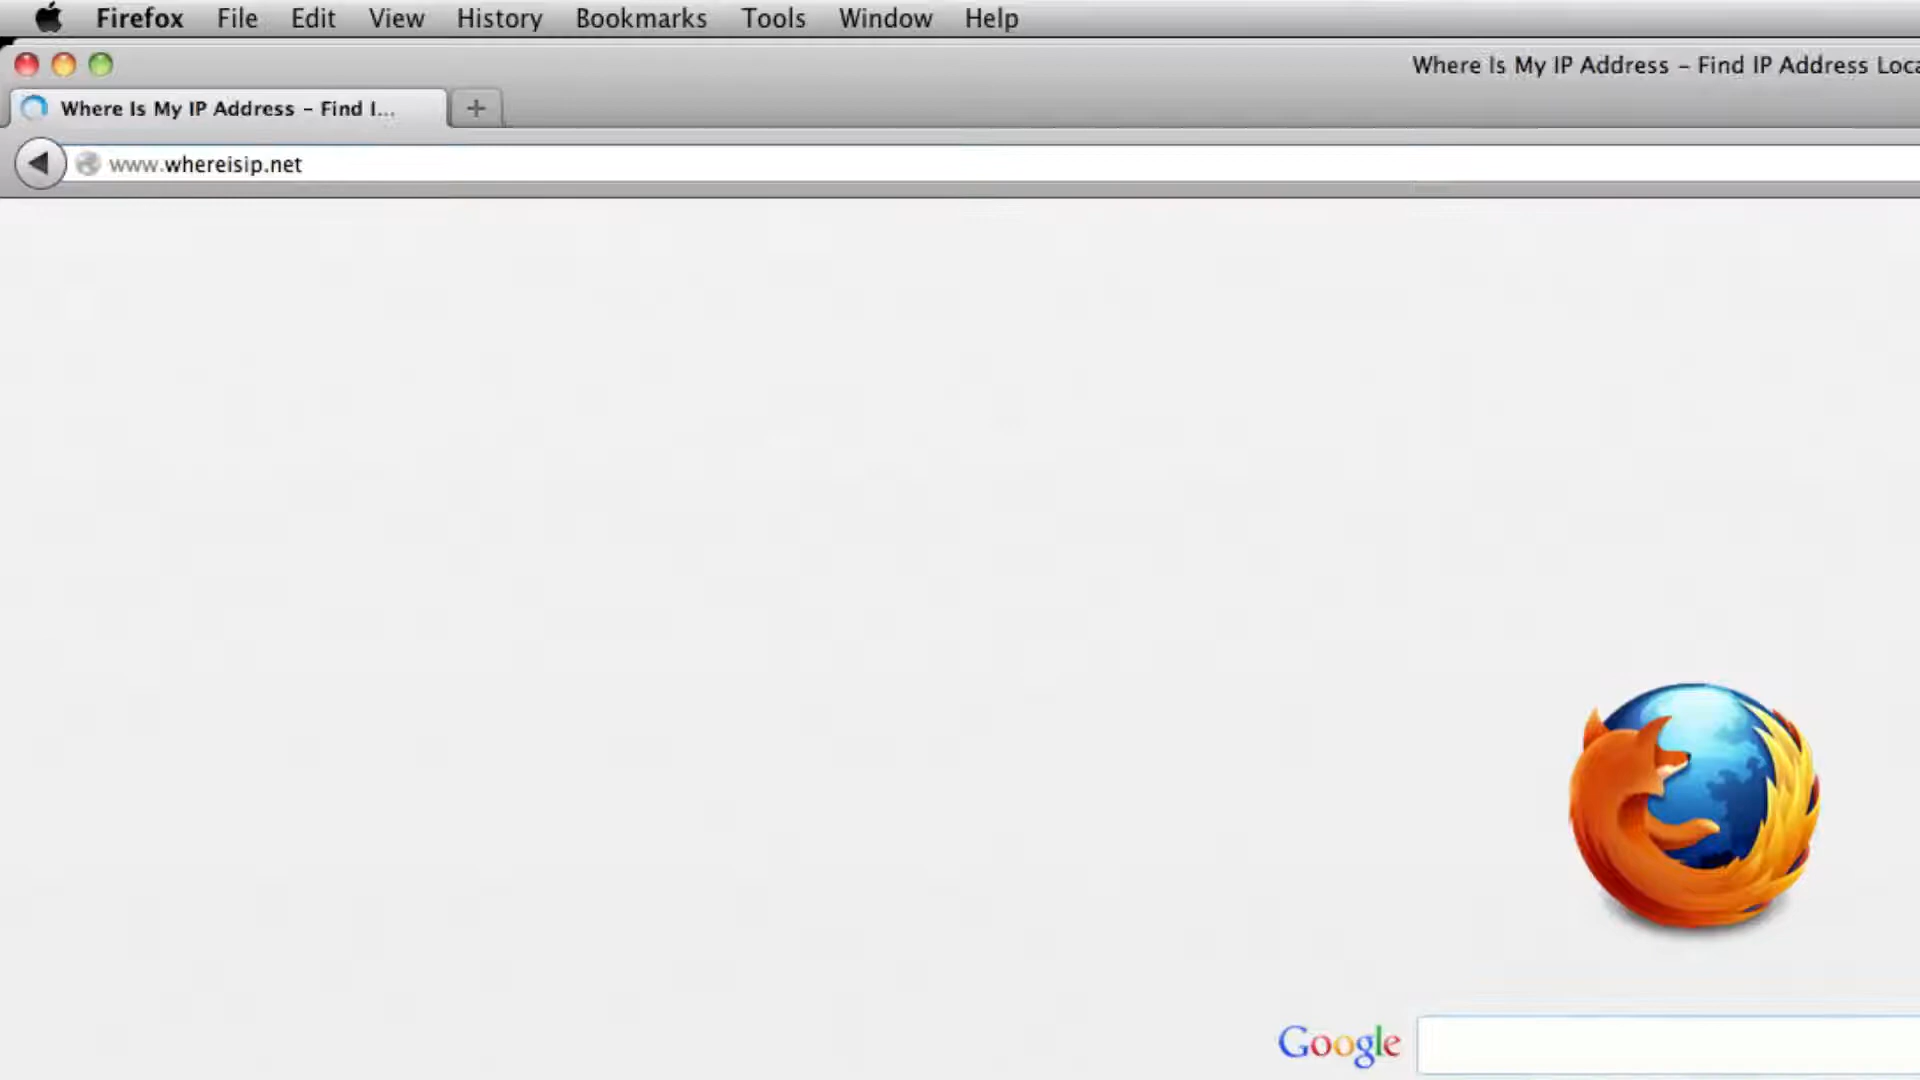 Firefox File Edit View History Bookmarks Tools Window Help
Where Is My IP Address - Find IP Address Loca
Where Is My IP Address - Find I...
www.whereisip.net
Google